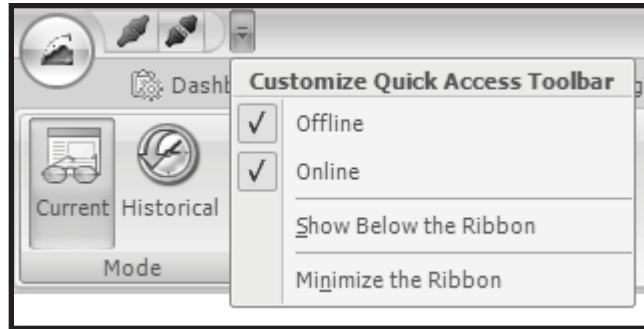 Dashb
Customize Quick Access Toolbar
Offline
Online
Current Historical
Show Below the Ribbon
Mode
Minimize the Ribbon